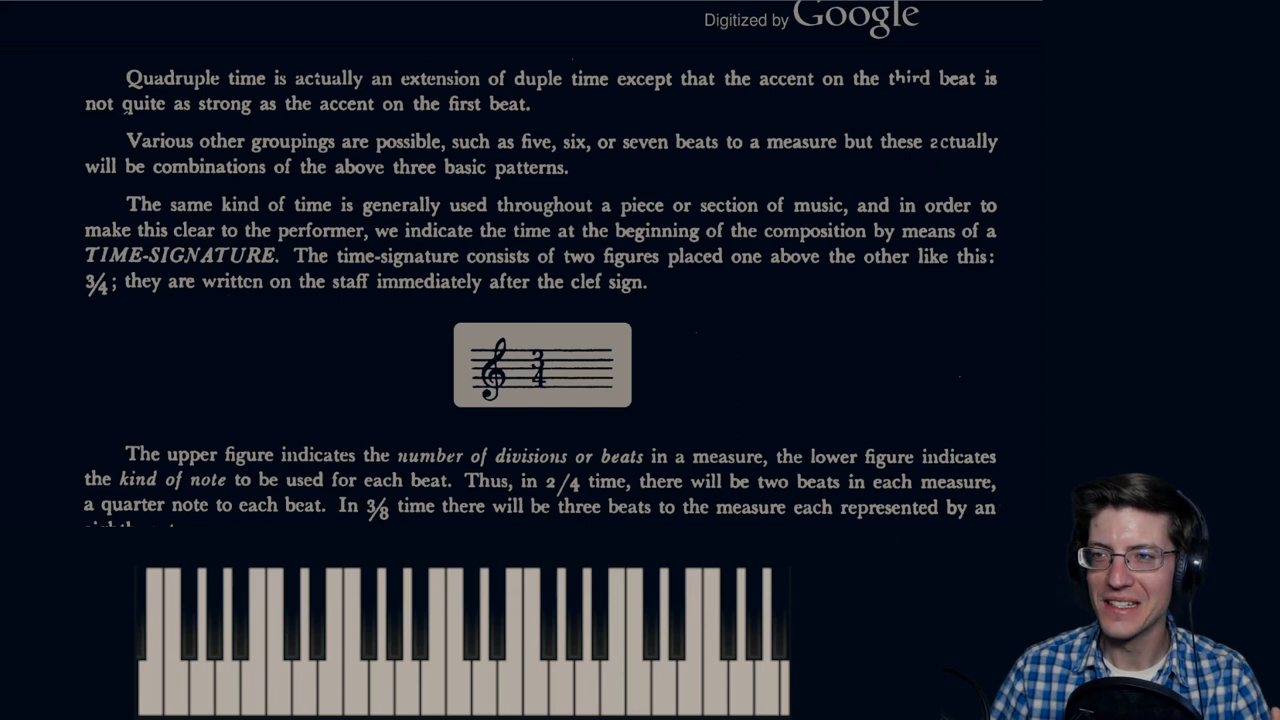 Digitized by Google
Quadruple time is actually an extension of duple time except that the accent on the third beat is
not quite as strong as the accent on the first beat.
Various other groupings are possible, such as five, six, or seven beats to a measure but these actually
will be combinations of the above three basic patterns.
The same kind of time is generally used throughout a piece or section of music, and in order to
make this clear to the performer, we indicate the time at the beginning of the composition by means of a
TIME-SIGNATURE. The time-signature consists of two figures placed one above the other like this:
3/4; they are written on the staff immediately after the clef sign.
3
4
The upper figure indicates the number of divisions or beats in a measure, the lower figure indicates
the kind of note to be used for each beat. Thus, in 2/4 time, there will be two beats in each measure,
a quarter note to each beat. In 3/8 time there will be three beats to the measure each represented by an